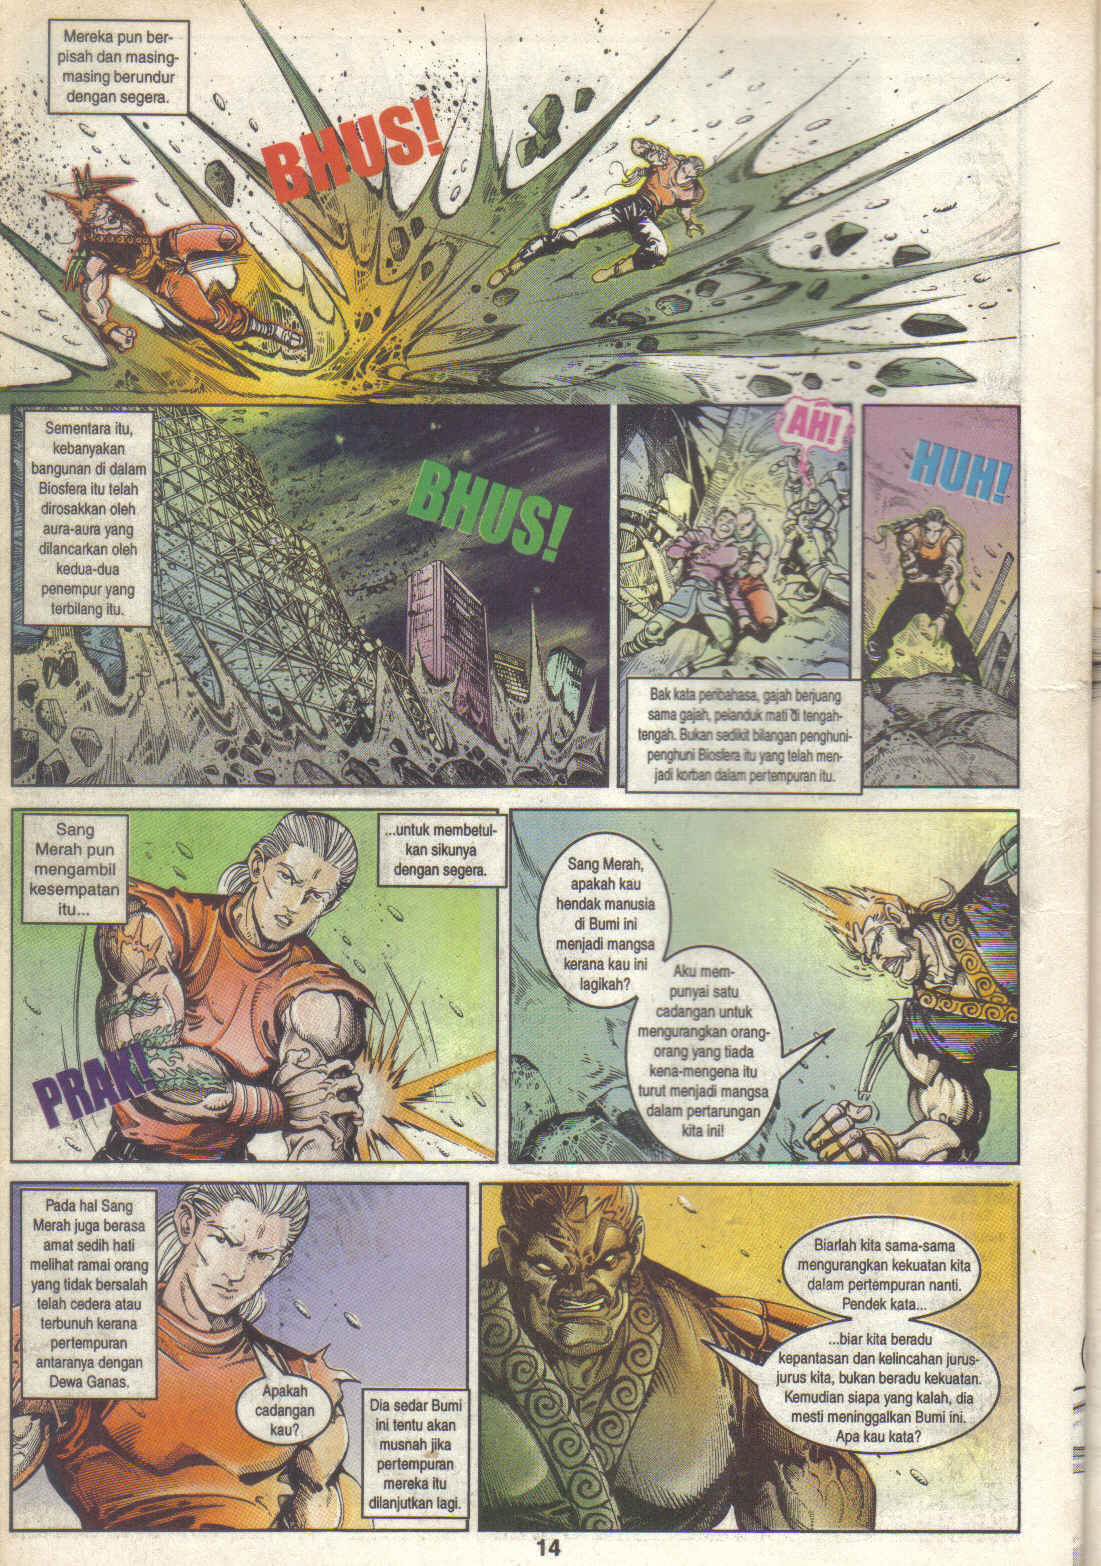 Mereka pun ber-
pisah dan masing-
masing berundur
dengan segera.
BHUS!
Sementara itu,
kebanyakan
bangunan di dalam
Biosfera itu telah
dirosakkan oleh
aura-aura yang
dilancarkan oleh
kedua-dua
penempur yang
terbilang itu.
BHUS!
AH!
HUH!
Bak kata peribahasa, gajah berjuang
sama gajah, pelanduk mati di tengah-
tengah. Bukan sedikit bilangan penghuni-
penghuni Biosfera itu yang telah men-
jadi korban dalam pertempuran itu.
Sang
Merah pun
mengambil
kesempatan
itu...
...untuk membetul-
kan sikunya
dengan segera.
PRAK!
Sang Merah,
apakah kau
hendak manusia
di Bumi ini
menjadi mangsa
kerana kau ini
lagikah?
Aku mem-
punyai satu
cadangan untuk
mengurangkan orang-
orang yang tiada
kena-mengena itu
turut menjadi mangsa
dalam pertarungan
kita ini!
Pada hal Sang
Merah juga berasa
amat sedih hati
melihat ramai orang
yang tidak bersalah
telah cedera atau
terbunuh kerana
pertempuran
antaranya dengan
Dewa Ganas.
Apakah
cadangan
kau?
Dia sedar Bumi
ini tentu akan
musnah jika
pertempuran
mereka itu
dilanjutkan lagi.
Biarlah kita sama-sama
mengurangkan kekuatan kita
dalam pertempuran nanti.
Pendek kata...
...biar kita beradu
kepantasan dan kelincahan jurus-
jurus kita, bukan beradu kekuatan.
Kemudian siapa yang kalah, dia
mesti meninggalkan Bumi ini.
Apa kau kata?
14